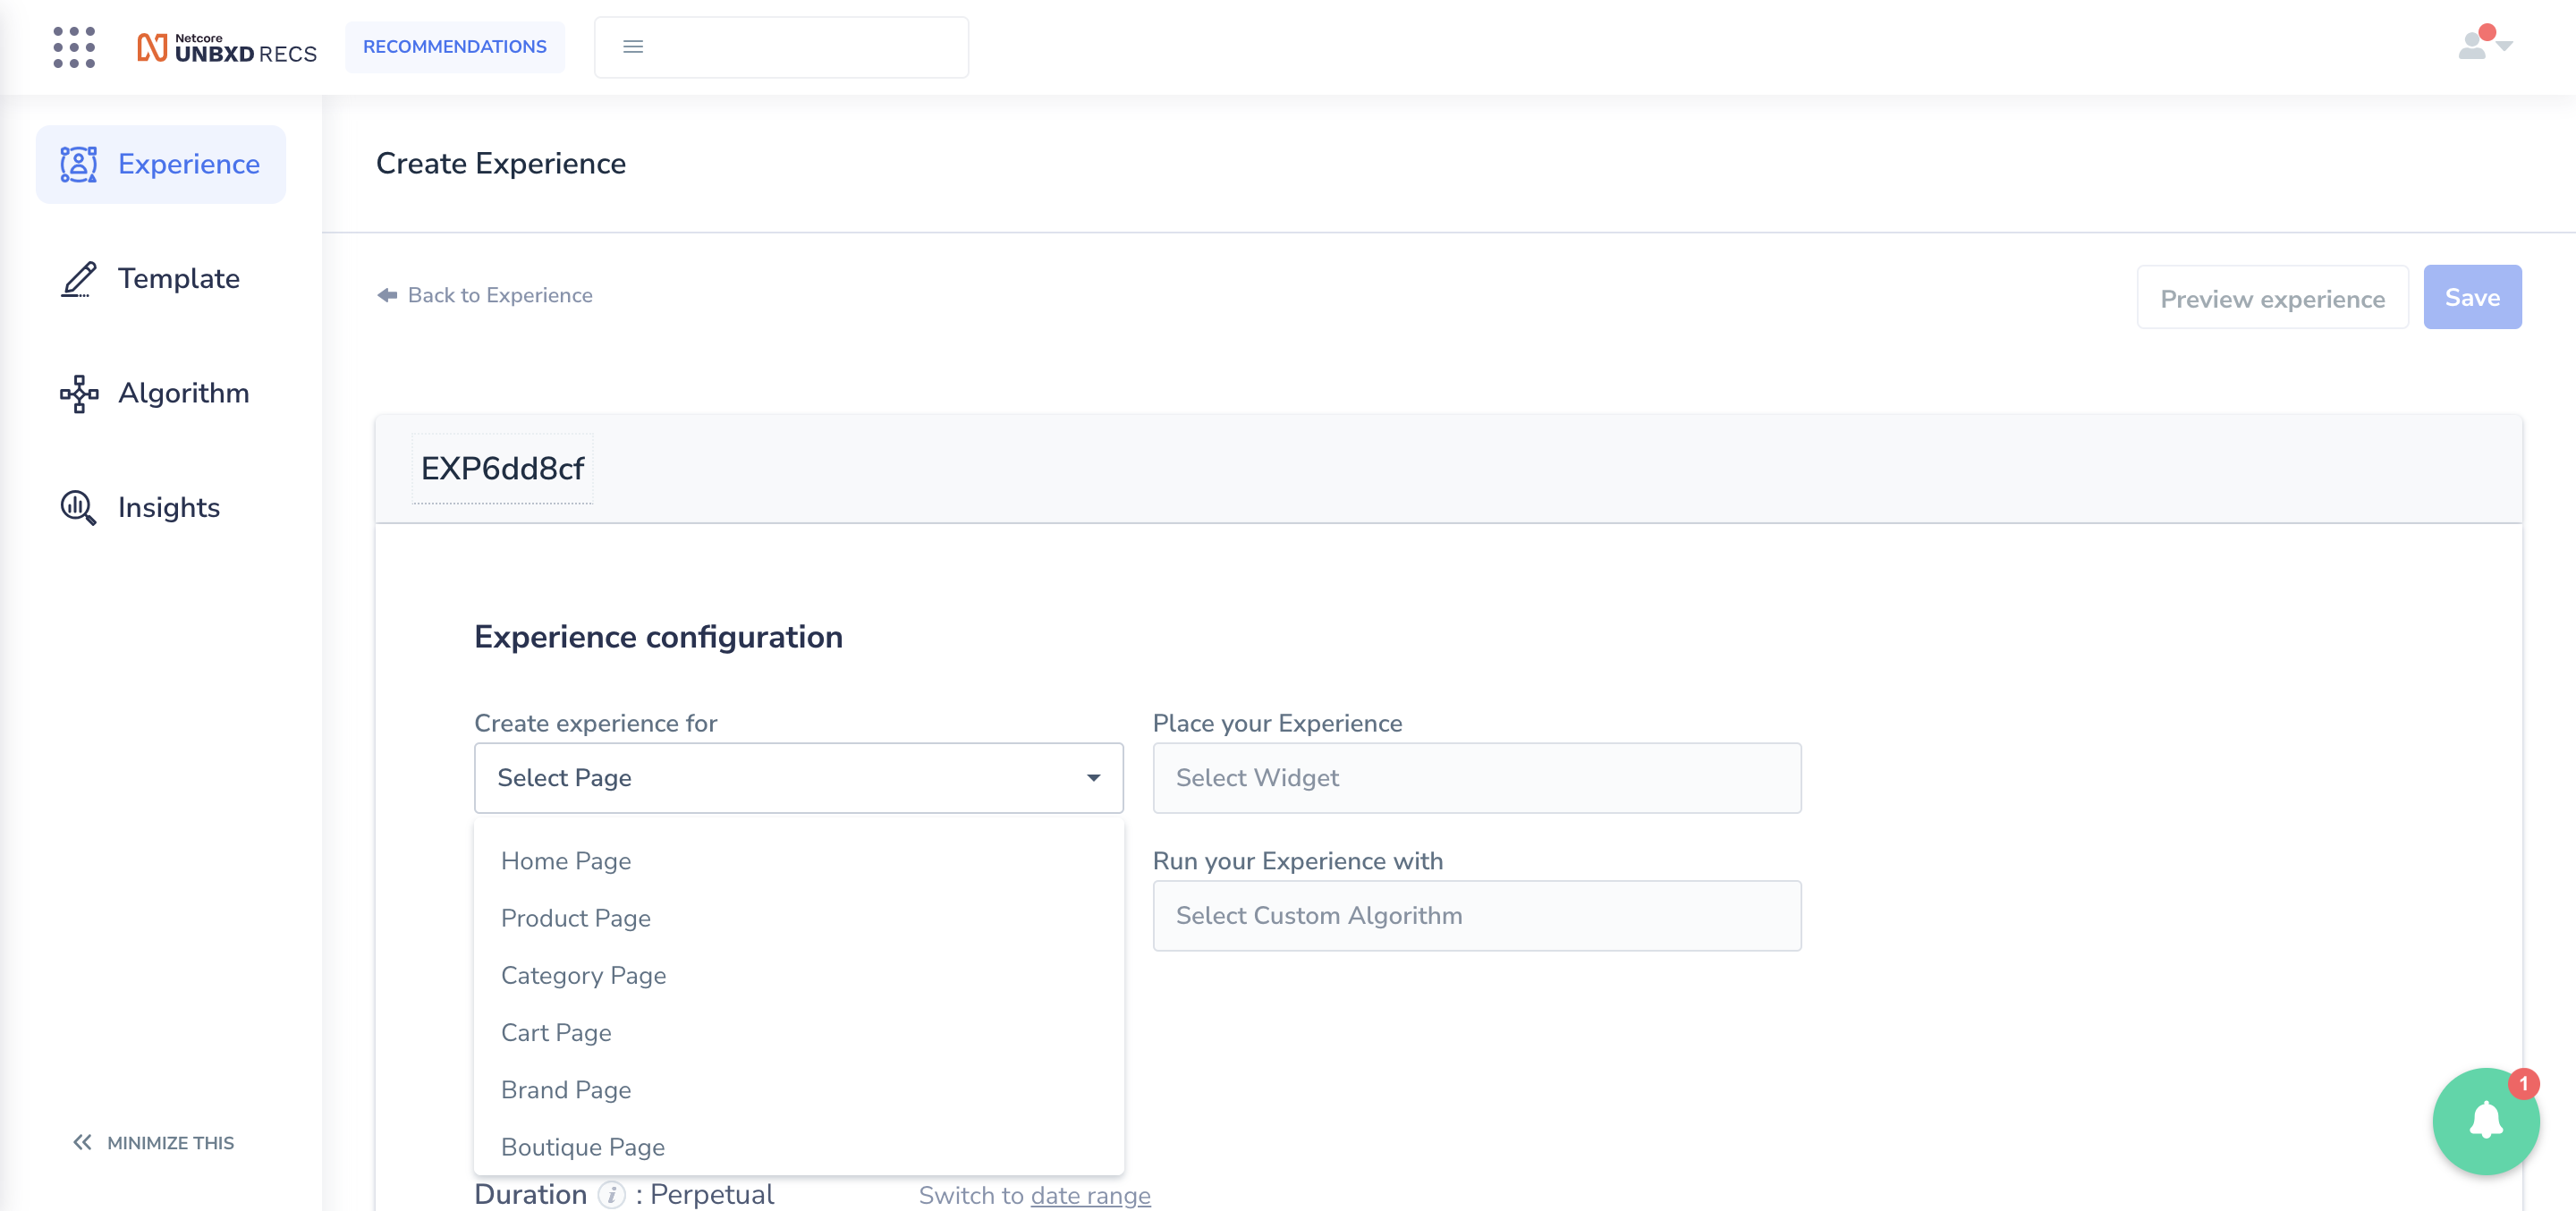 Netcore
UNBXD RECS
RECOMMENDATIONS
Experience
Template
Algorithm
Insights
MINIMIZE THIS
Create Experience
Back to Experience
Preview experience
Save
EXP6dd8cf
Experience configuration
Create experience for
Select Page
Home Page
Product Page
Category Page
Cart Page
Brand Page
Boutique Page
Place your Experience
Select Widget
Run your Experience with
Select Custom Algorithm
Duration i : Perpetual
Switch to date range
1